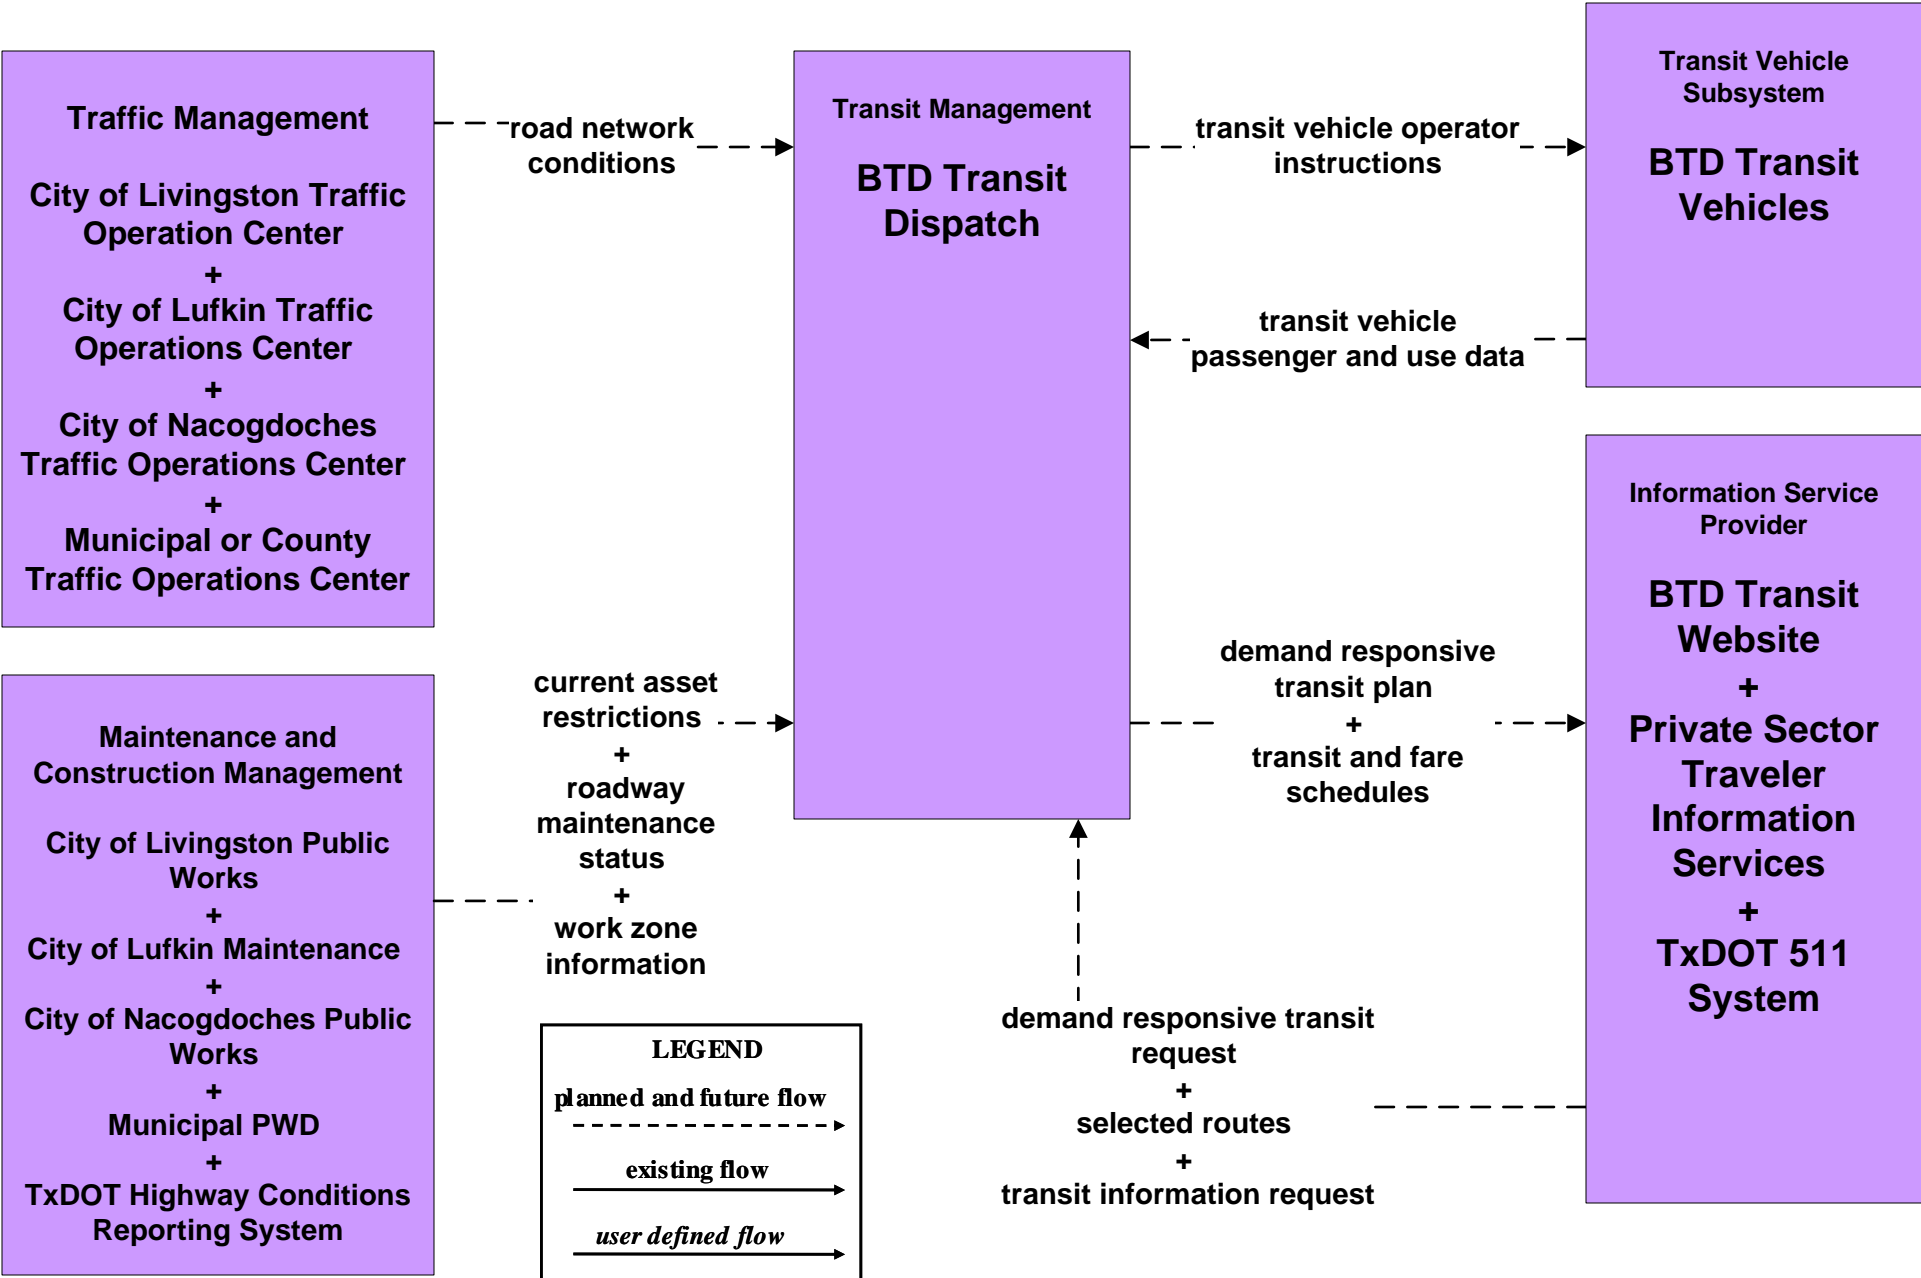 Traffic Management
City of Livingston Traffic
Operation Center
+
City of Lufkin Traffic
Operations Center
+
City of Nacogdoches
Traffic Operations Center
+
Municipal or County
Traffic Operations Center
road network
conditions
Transit Management
BTD Transit
Dispatch
transit vehicle operator
instructions
Transit Vehicle
Subsystem
BTD Transit
Vehicles
transit vehicle
passenger and use data
Maintenance and
Construction Management
City of Livingston Public
Works
+
City of Lufkin Maintenance
+
City of Nacogdoches Public
Works
+
Municipal PWD
+
TxDOT Highway Conditions
Reporting System
current asset
restrictions
+
roadway
maintenance
status
+
work zone
information
demand responsive
transit plan
+
transit and fare
schedules
Information Service
Provider
BTD Transit
Website
+
Private Sector
Traveler
Information
Services
+
TxDOT 511
System
demand responsive transit
request
+
selected routes
+
transit information request
LEGEND
planned and future flow
existing flow
user defined flow